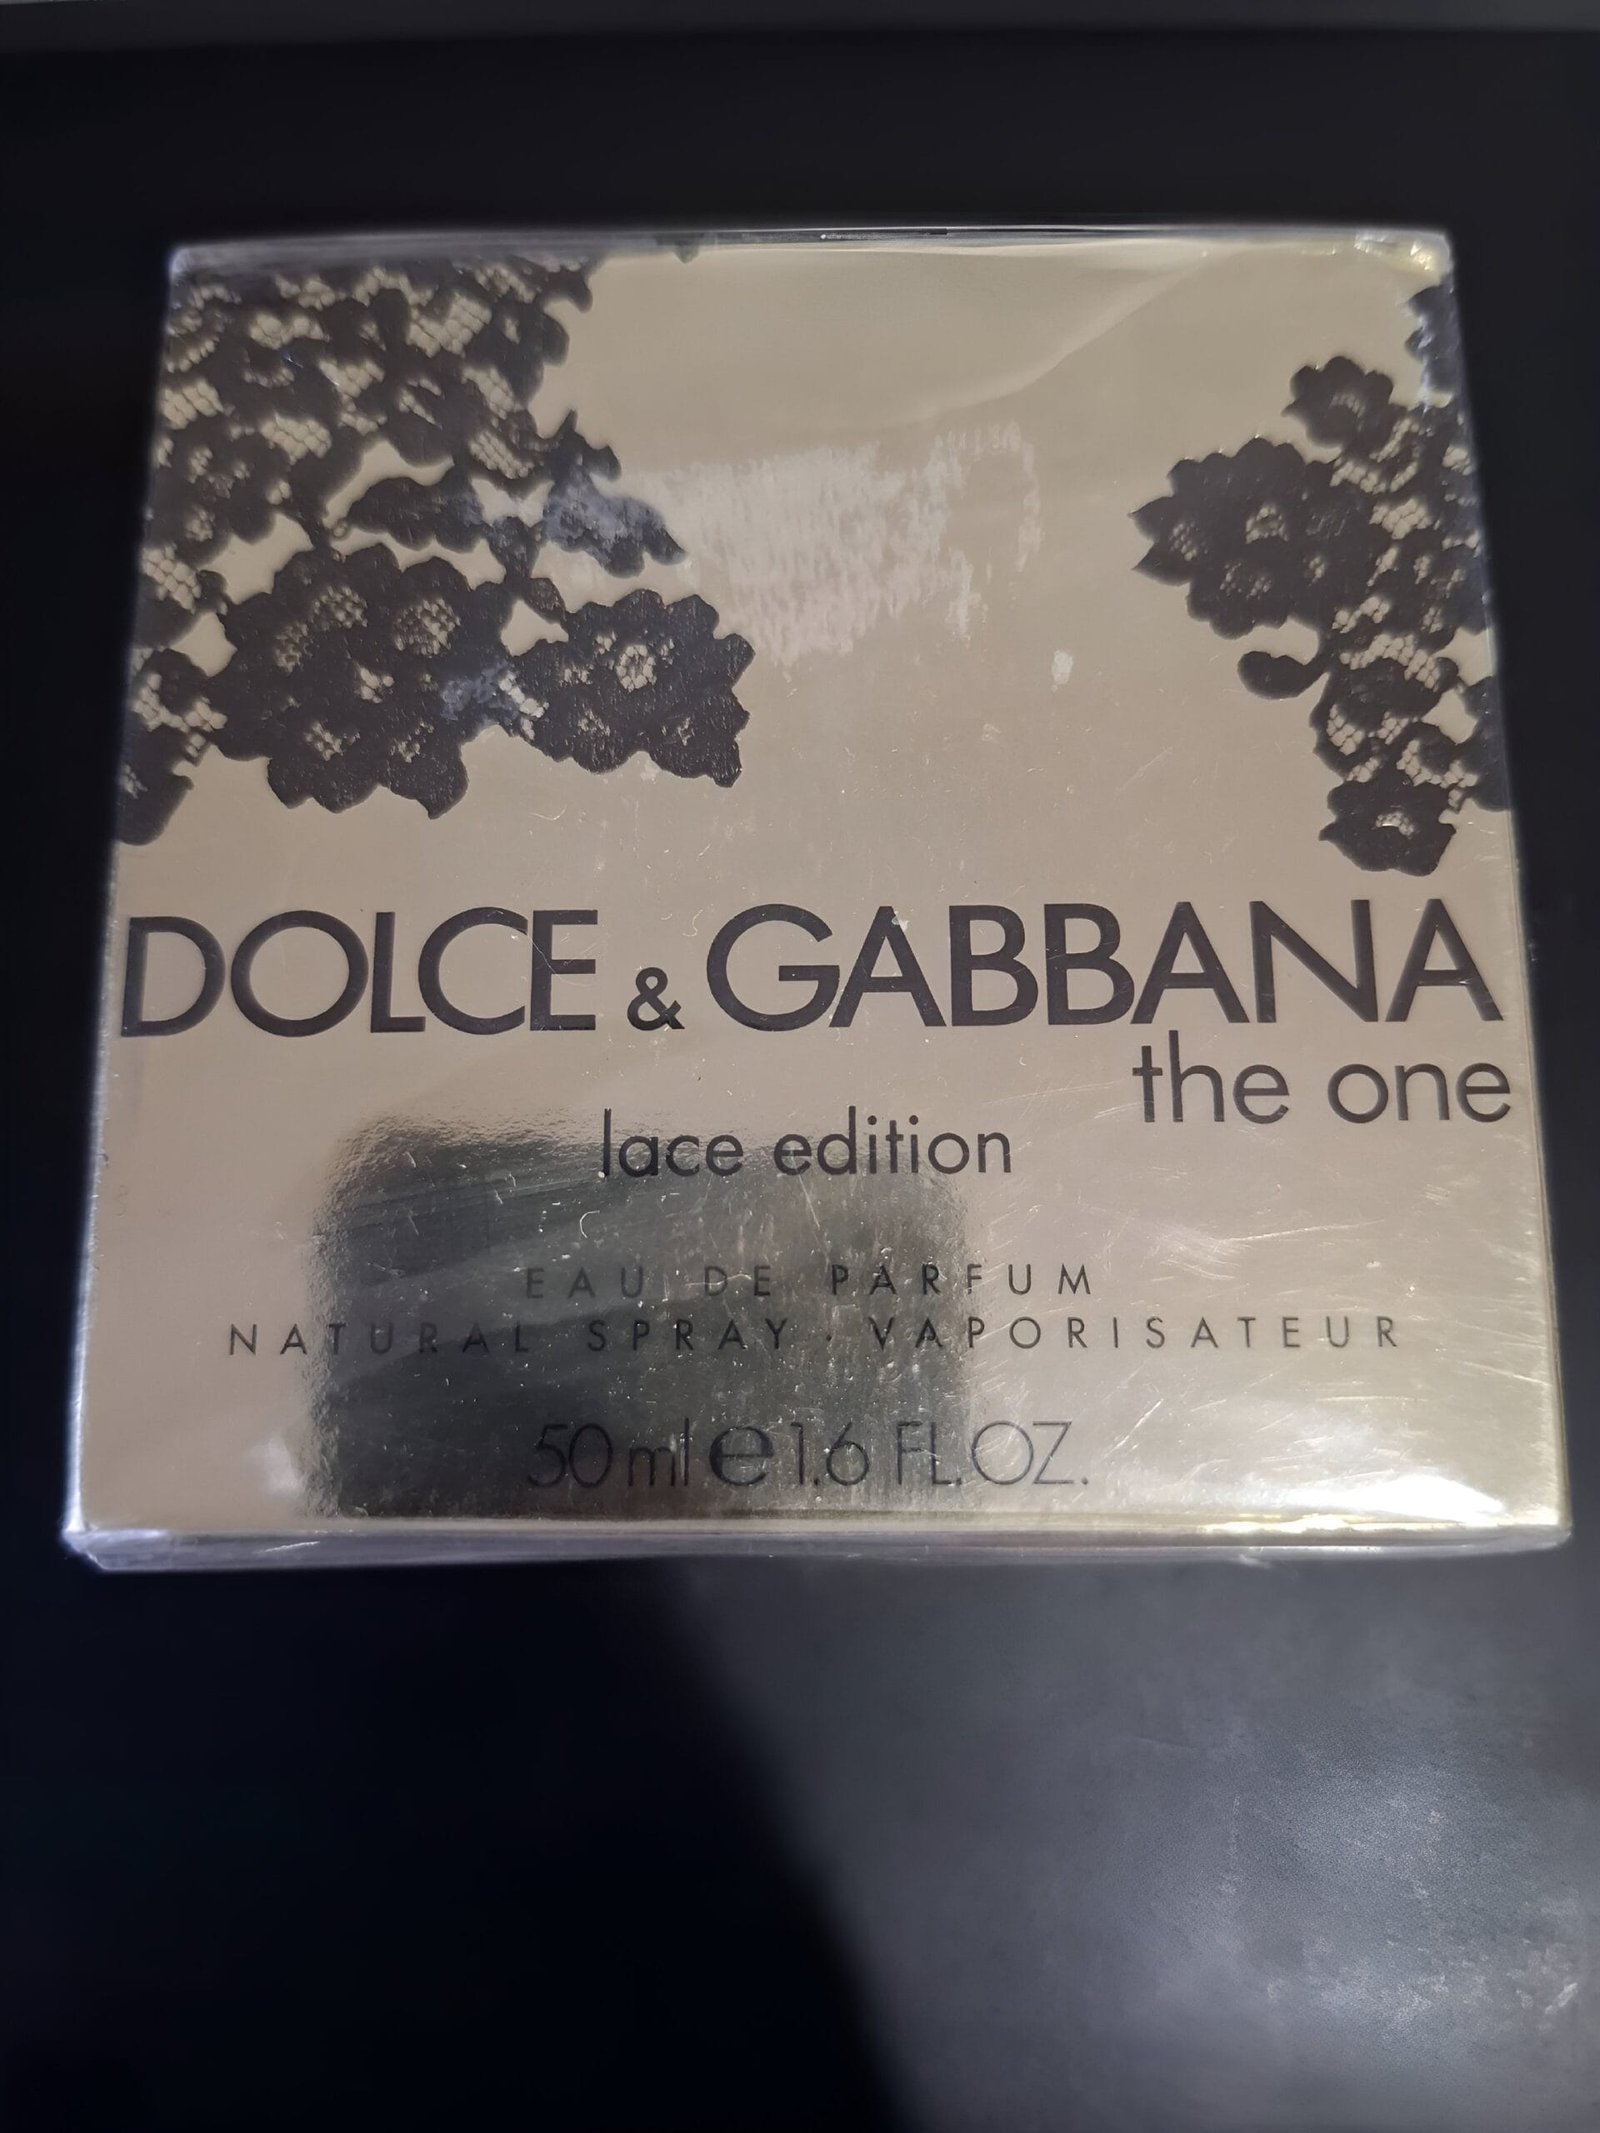 DOLCE & GABBANA
the one
lace edition
EAU DE PARFUM
NATURAL SPRAY · VAPORISATEUR
50 ml e 1.6 FL.OZ.